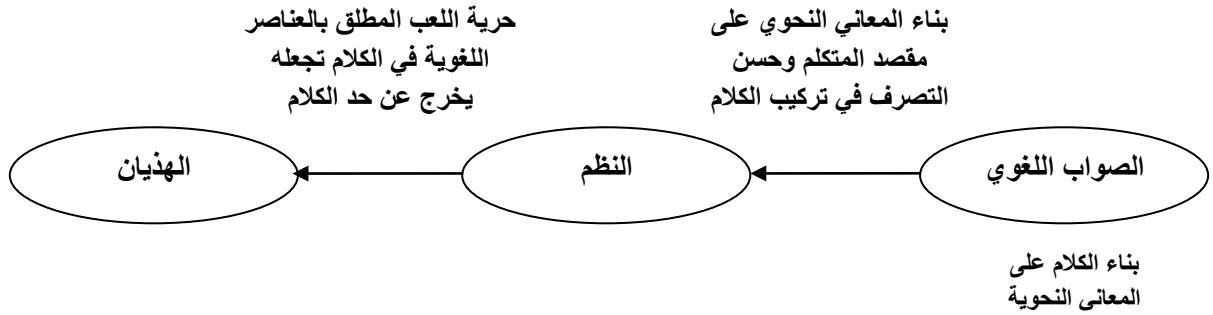 بناء المعاني النحوي على
مقصد المتكلم وحسن
التصرف في تركيب الكلام
حرية اللعب المطلق بالعناصر
اللغوية في الكلام تجعله
يخرج عن حد الكلام
الصواب اللغوي
النظم
الهذيان
بناء الكلام على
المعاني النحوية